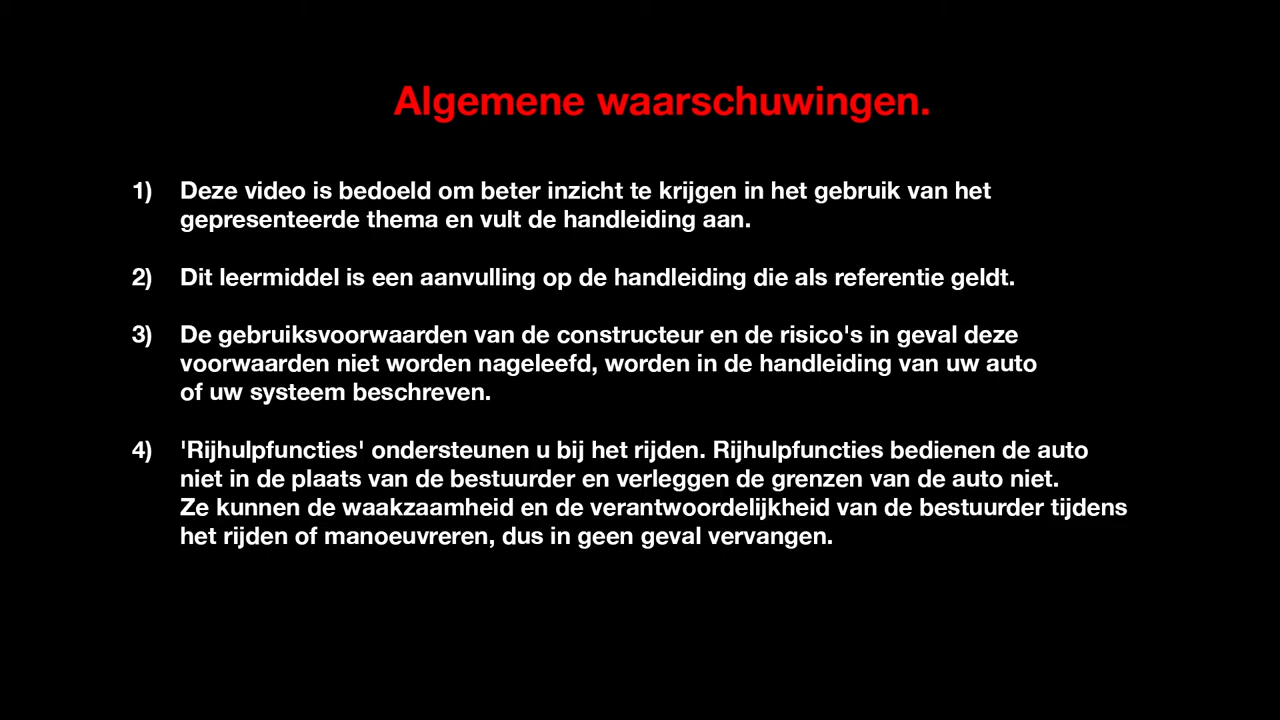 Algemene waarschuwingen.
1) Deze video is bedoeld om beter inzicht te krijgen in het gebruik van het
gepresenteerde thema en vult de handleiding aan.
2) Dit leermiddel is een aanvulling op de handleiding die als referentie geldt.
3) De gebruiksvoorwaarden van de constructeur en de risico's in geval deze
voorwaarden niet worden nageleefd, worden in de handleiding van uw auto
of uw systeem beschreven.
4) 'Rijhulpfuncties' ondersteunen u bij het rijden. Rijhulpfuncties bedienen de auto
niet in de plaats van de bestuurder en verleggen de grenzen van de auto niet.
Ze kunnen de waakzaamheid en de verantwoordelijkheid van de bestuurder tijdens
het rijden of manoeuvreren, dus in geen geval vervangen.